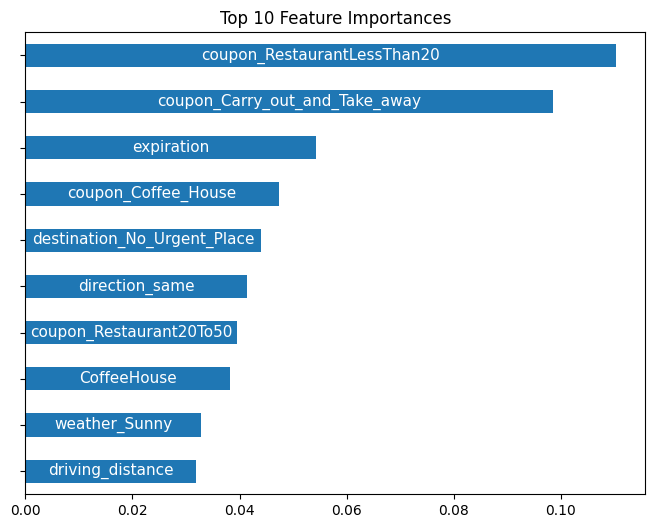 Top 10 Feature Importances
coupon_RestaurantLessThan20
coupon_Carry_out_and_Take_away
expiration
coupon_Coffee_House
destination_No_Urgent_Place
direction_same
coupon_Restaurant20To50
CoffeeHouse
weather_Sunny
driving_distance
0.00 0.02 0.04 0.06 0.08 0.10